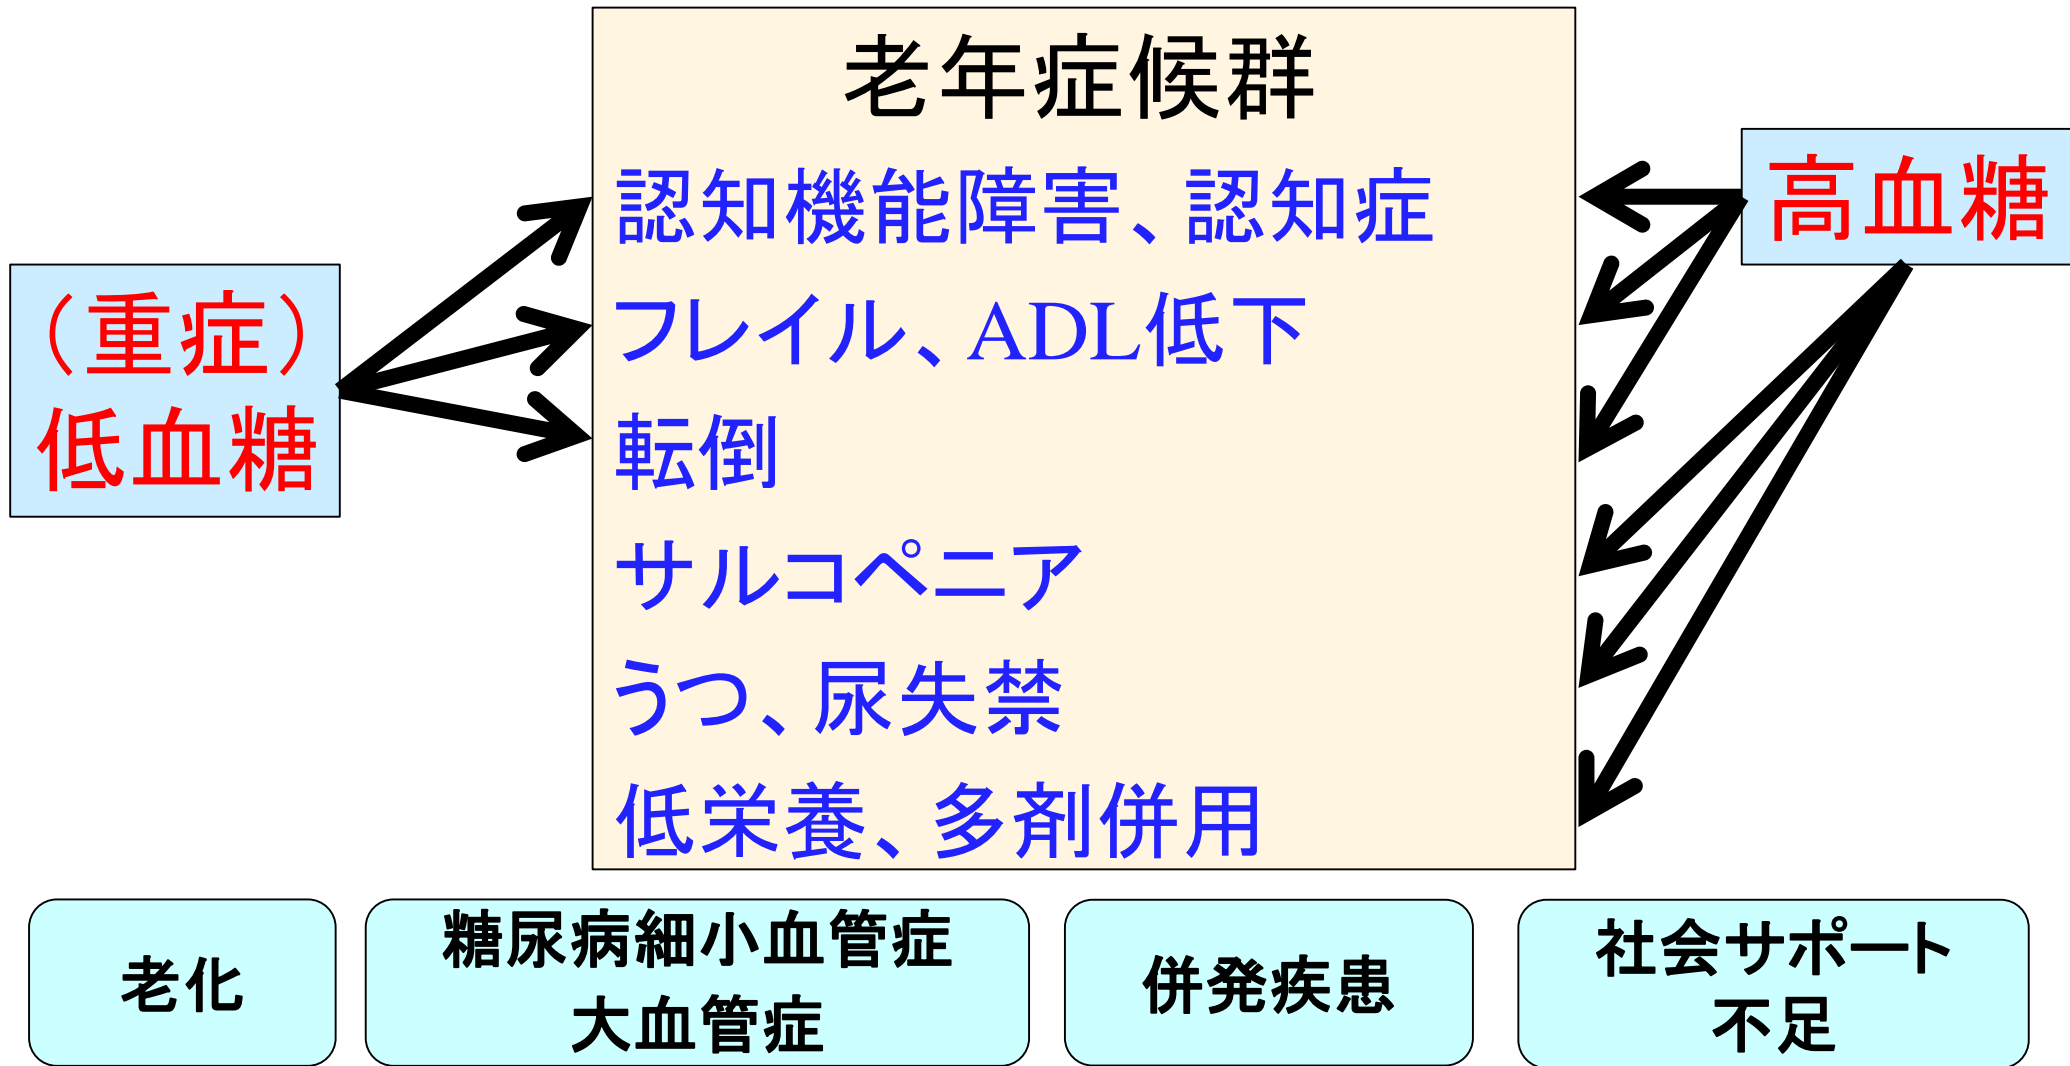 老年症候群
認知機能障害、認知症
フレイル、ADL低下
転倒
サルコペニア
うつ、尿失禁
低栄養、多剤併用
（重症）
低血糖
高血糖
老化
糖尿病細小血管症
大血管症
併発疾患
社会サポート
不足